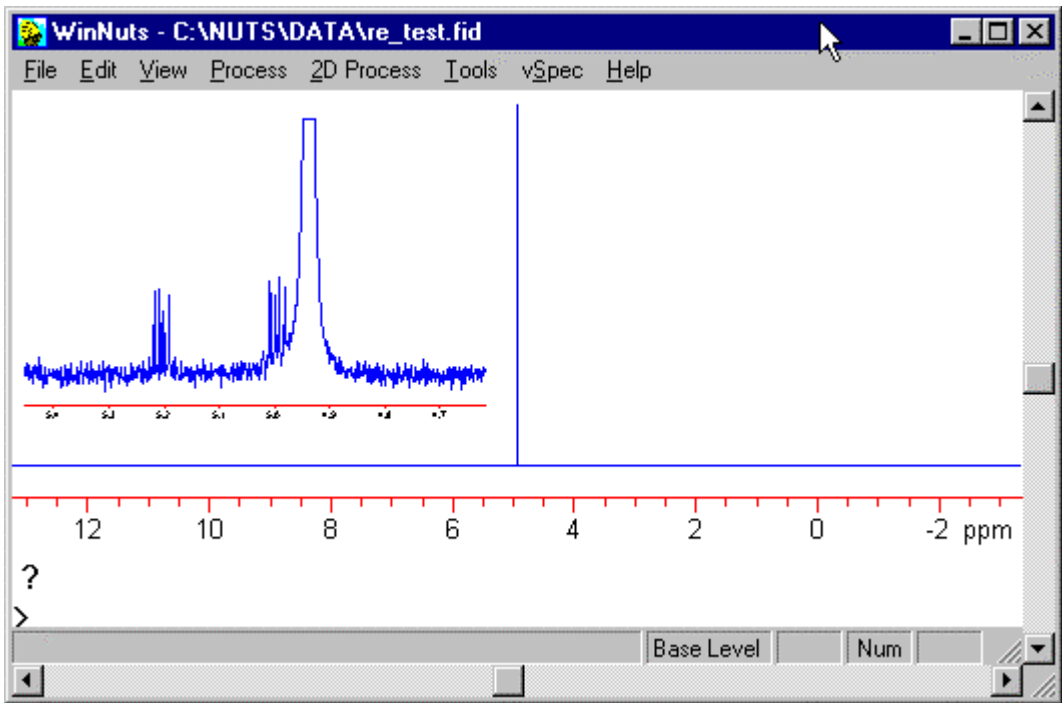 WinNuts - C:\NUTS\DATA\re_test.fid
File Edit View Process 2D Process Tools vSpec Help
12 10 8 6 4 2 0 -2 ppm
?
>
Base Level Num